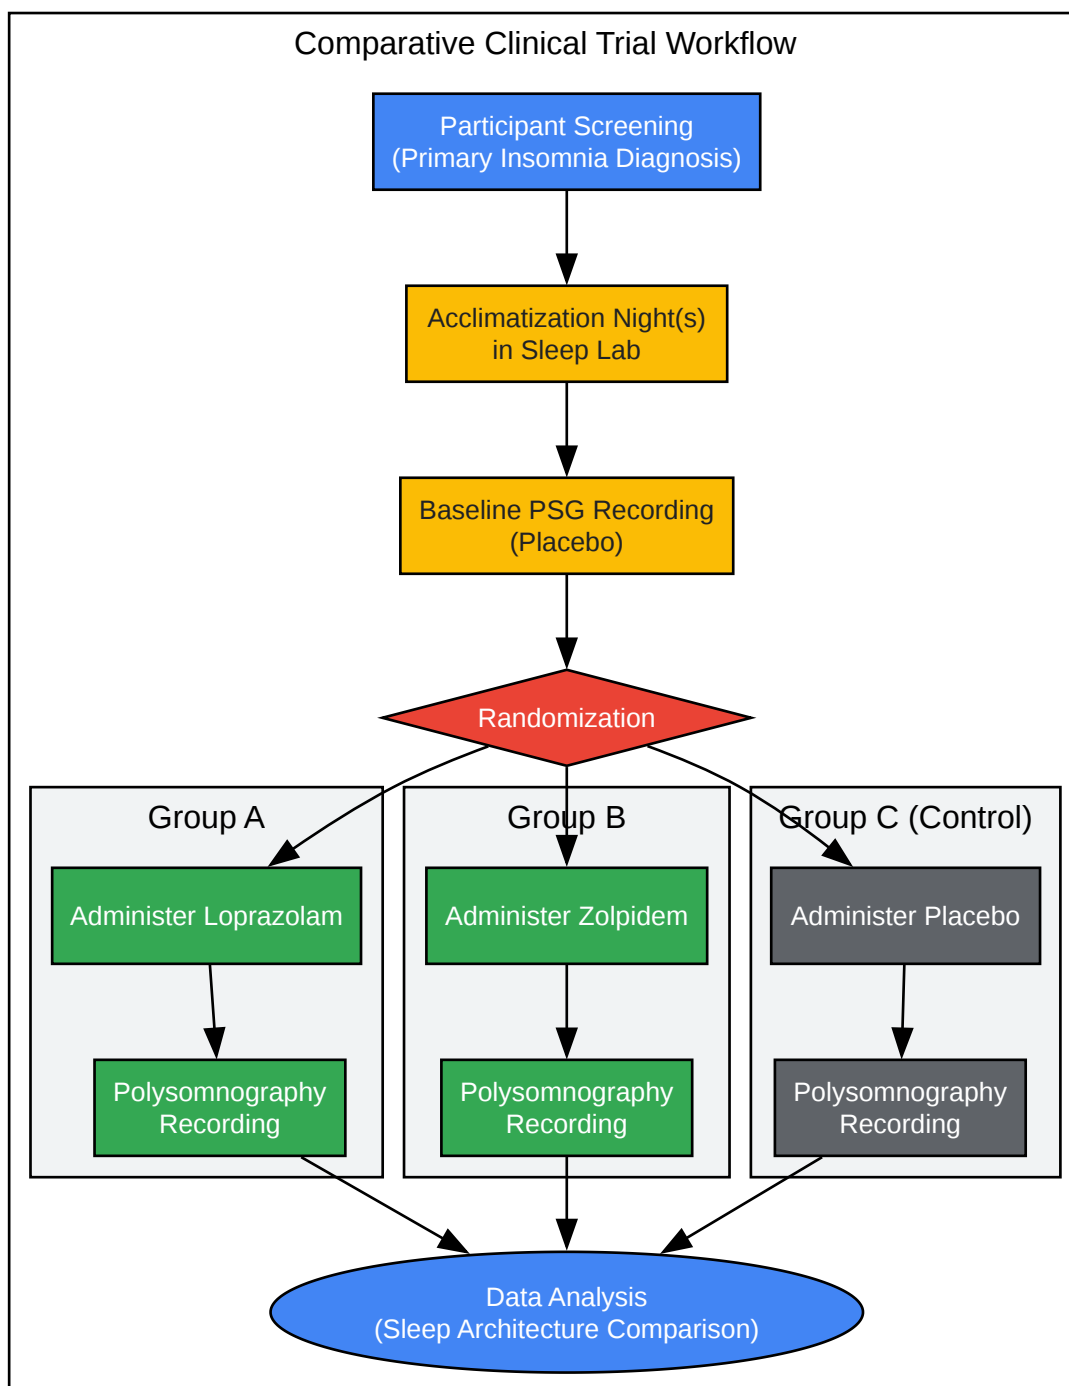 Comparative Clinical Trial Workflow
Participant Screening
(Primary Insomnia Diagnosis)
Acclimatization Night(s)
in Sleep Lab
Baseline PSG Recording
(Placebo)
Randomization
Group A
Administer Loprazolam
Polysomnography
Recording
Group B
Administer Zolpidem
Polysomnography
Recording
Group C (Control)
Administer Placebo
Polysomnography
Recording
Data Analysis
(Sleep Architecture Comparison)